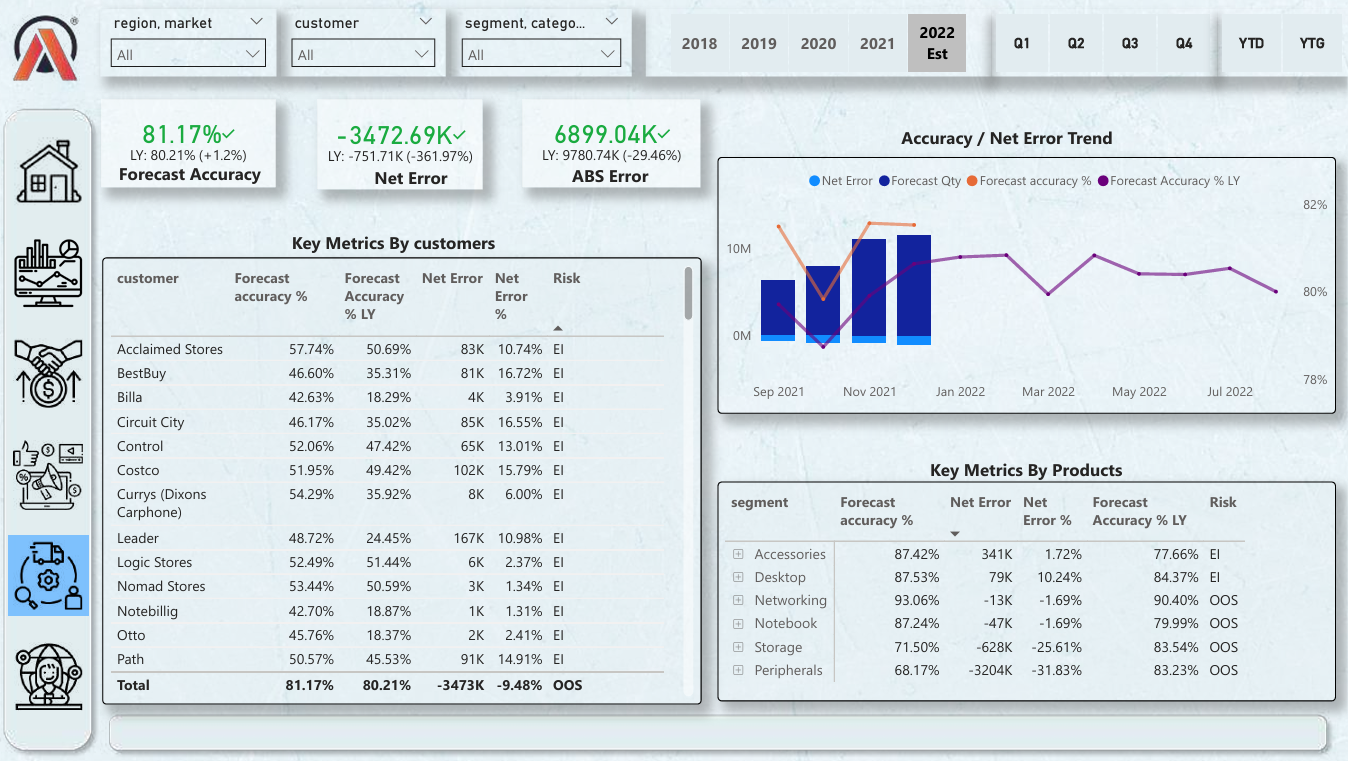 region, market
All
customer
All
segment, catego...
All
2018 2019 2020 2021 2022 Est
Q1 Q2 Q3 Q4
YTD YTG
®
81.17%✓
LY: 80.21% (+1.2%)
Forecast Accuracy
-3472.69K✓
LY: -751.71K (-361.97%)
Net Error
6899.04K✓
LY: 9780.74K (-29.46%)
ABS Error
Key Metrics By customers
customer Forecast accuracy % Forecast Accuracy % LY Net Error Net Error % Risk
Acclaimed Stores 57.74% 50.69% 83K 10.74% EI
BestBuy 46.60% 35.31% 81K 16.72% EI
Billa 42.63% 18.29% 4K 3.91% EI
Circuit City 46.17% 35.02% 85K 16.55% EI
Control 52.06% 47.42% 65K 13.01% EI
Costco 51.95% 49.42% 102K 15.79% EI
Currys (Dixons Carphone) 54.29% 35.92% 8K 6.00% EI
Leader 48.72% 24.45% 167K 10.98% EI
Logic Stores 52.49% 51.44% 6K 2.37% EI
Nomad Stores 53.44% 50.59% 3K 1.34% EI
Notebillig 42.70% 18.87% 1K 1.31% EI
Otto 45.76% 18.37% 2K 2.41% EI
Path 50.57% 45.53% 91K 14.91% EI
Total 81.17% 80.21% -3473K -9.48% OOS
Accuracy / Net Error Trend
Net Error Forecast Qty Forecast accuracy % Forecast Accuracy % LY
82%
10M
80%
0M
78%
Sep 2021 Nov 2021 Jan 2022 Mar 2022 May 2022 Jul 2022
Key Metrics By Products
segment Forecast accuracy % Net Error Net Error % Forecast Accuracy % LY Risk
Accessories 87.42% 341K 1.72% 77.66% EI
Desktop 87.53% 79K 10.24% 84.37% EI
Networking 93.06% -13K -1.69% 90.40% OOS
Notebook 87.24% -47K -1.69% 79.99% OOS
Storage 71.50% -628K -25.61% 83.54% OOS
Peripherals 68.17% -3204K -31.83% 83.23% OOS